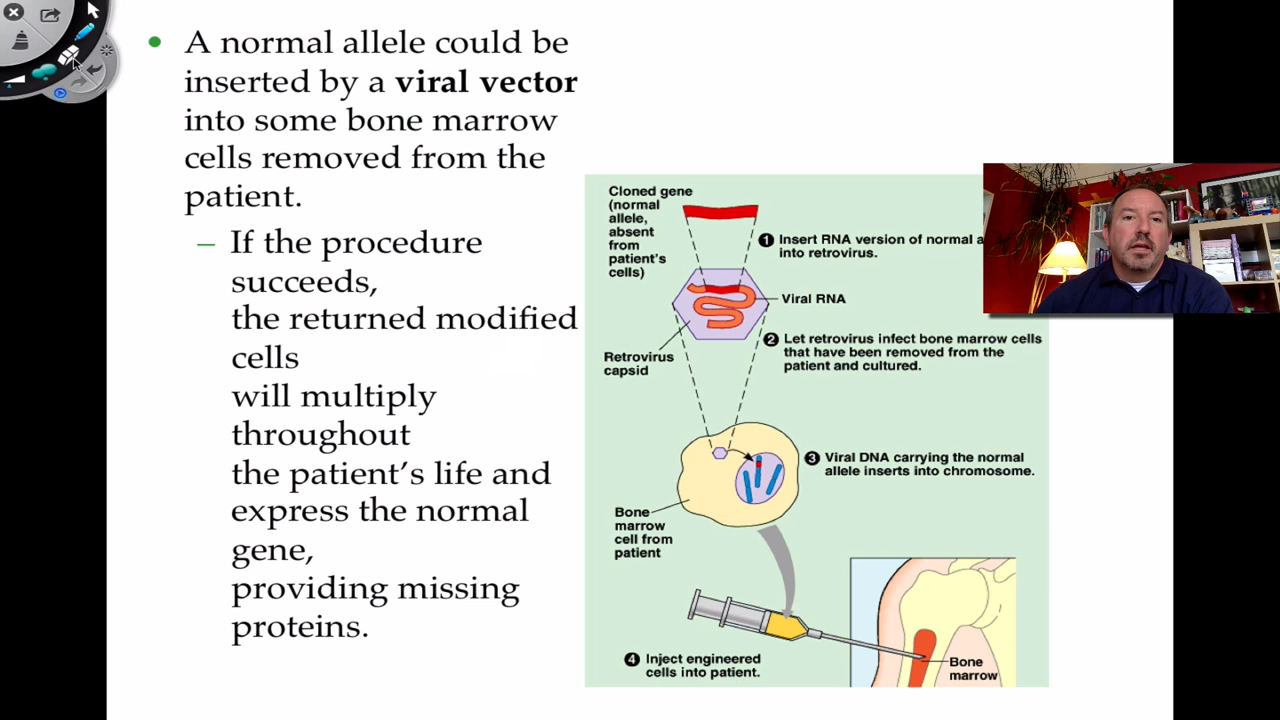 • A normal allele could be
inserted by a viral vector
into some bone marrow
cells removed from the
patient.
– If the procedure
succeeds,
the returned modified
cells
will multiply
throughout
the patient’s life and
express the normal
gene,
providing missing
proteins.
Cloned gene
(normal
allele,
absent
from
patient's
cells)
1 Insert RNA version of normal a
into retrovirus.
Viral RNA
2 Let retrovirus infect bone marrow cells
that have been removed from the
patient and cultured.
Retrovirus
capsid
3 Viral DNA carrying the normal
allele inserts into chromosome.
Bone
marrow
cell from
patient
4 Inject engineered
cells into patient.
Bone
marrow